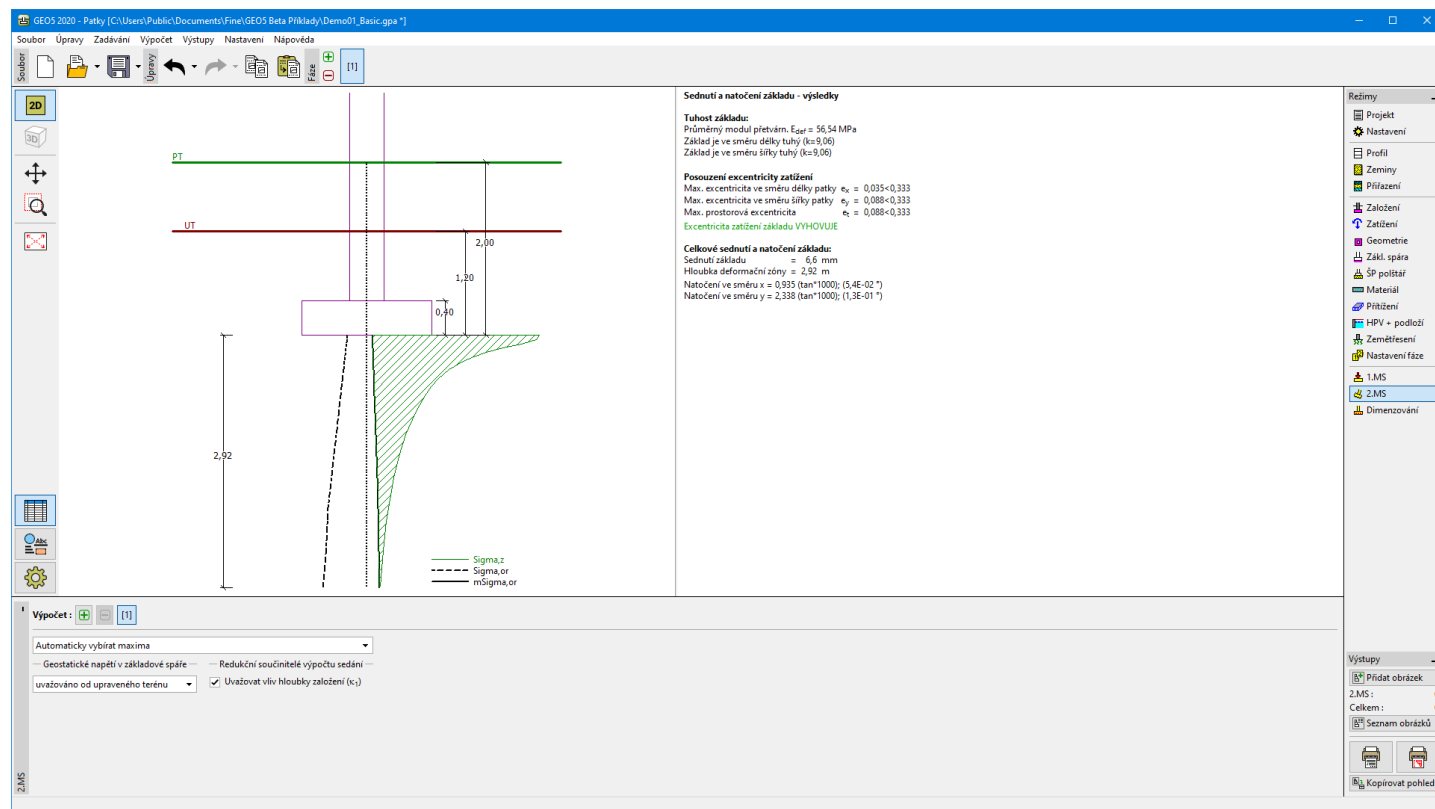 GEO5 2020 - Patky [C:\Users\Public\Documents\Fine\GEO5 Beta Příklady\Demo01_Basic.gpa *]
Soubor Úpravy Zadávání Výpočet Výstupy Nastavení Nápověda
Soubor
Úpravy
Fáze
[1]
2D
3D
PT
UT
2,00
1,20
0,40
2,92
Sigma,z
Sigma,or
mSigma,or
Sednutí a natočení základu - výsledky
Tuhost základu:
Průměrný modul přetvárn. Edef = 56,54 MPa
Základ je ve směru délky tuhý (k=9,06)
Základ je ve směru šířky tuhý (k=9,06)
Posouzení excentricity zatížení
Max. excentricita ve směru délky patky ex = 0,035<0,333
Max. excentricita ve směru šířky patky ey = 0,088<0,333
Max. prostorová excentricita et = 0,088<0,333
Excentricita zatížení základu VYHOVUJE
Celkové sednutí a natočení základu:
Sednutí základu = 6,6 mm
Hloubka deformační zóny = 2,92 m
Natočení ve směru x = 0,935 (tan*1000); (5,4E-02 °)
Natočení ve směru y = 2,338 (tan*1000); (1,3E-01 °)
Režimy
Projekt
Nastavení
Profil
Zeminy
Přiřazení
Založení
Zatížení
Geometrie
Zákl. spára
ŠP polštář
Materiál
Přitížení
HPV + podloží
Zemětřesení
Nastavení fáze
1.MS
2.MS
Dimenzování
Abc
Výpočet : [1]
Automaticky vybírat maxima
Geostatické napětí v základové spáře
Redukční součinitelé výpočtu sedání
uvažováno od upraveného terénu
Uvažovat vliv hloubky založení (κ1)
2.MS
Výstupy
Přidat obrázek
2.MS :
Celkem :
Seznam obrázků
Kopírovat pohled